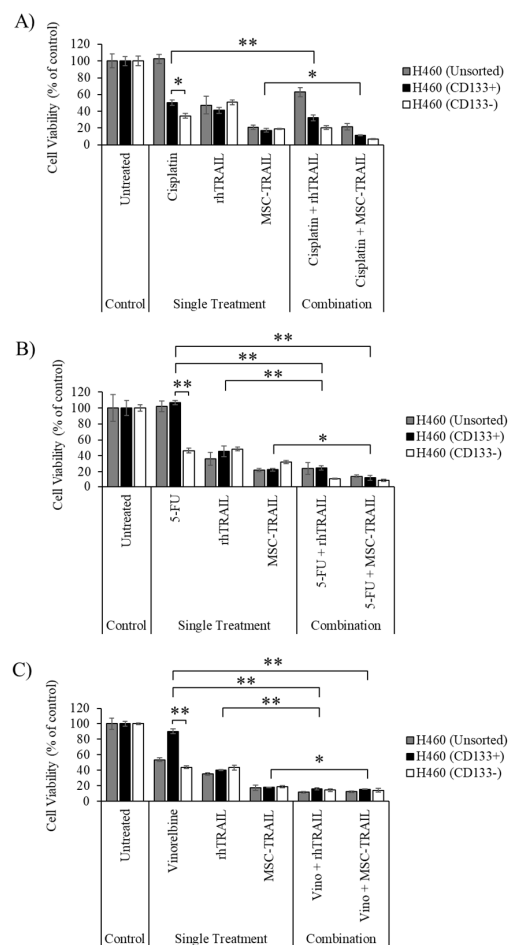 A)
Cell Viability (% of control)
120
100
80
60
40
20
0
**
*
*
H460 (Unsorted)
H460 (CD133+)
H460 (CD133-)
Untreated
Cisplatin
rhTRAIL
MSC-TRAIL
Cisplatin + rhTRAIL
Cisplatin + MSC-TRAIL
Control
Single Treatment
Combination
B)
Cell Viability (% of control)
120
100
80
60
40
20
0
**
**
**
**
*
H460 (Unsorted)
H460 (CD133+)
H460 (CD133-)
Untreated
5-FU
rhTRAIL
MSC-TRAIL
5-FU + rhTRAIL
5-FU + MSC-TRAIL
Control
Single Treatment
Combination
C)
Cell Viability (% of control)
120
100
80
60
40
20
0
**
**
**
**
*
H460 (Unsorted)
H460 (CD133+)
H460 (CD133-)
Untreated
Vinorelbine
rhTRAIL
MSC-TRAIL
Vino + rhTRAIL
Vino + MSC-TRAIL
Control
Single Treatment
Combination